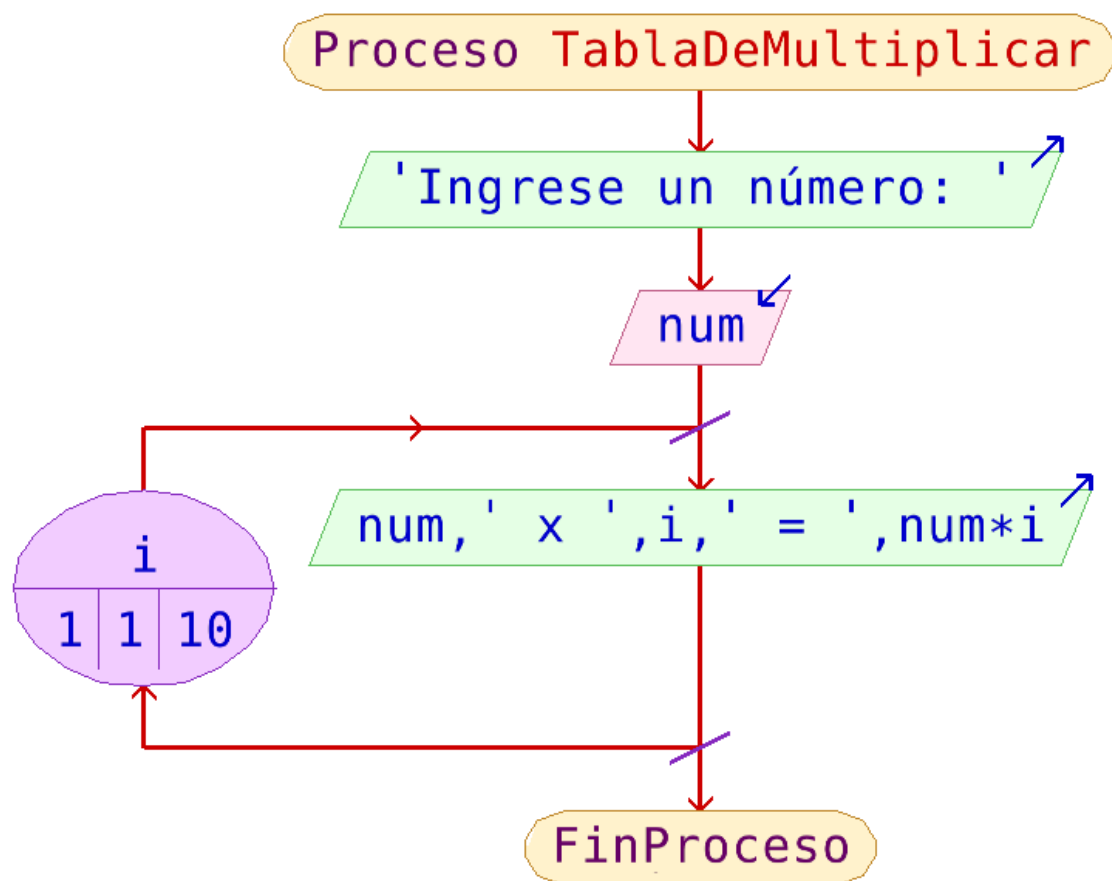 Proceso TablaDeMultiplicar
'Ingrese un número: '
num
num,' x ',i,' = ',num*i
i
1 1 10
FinProceso